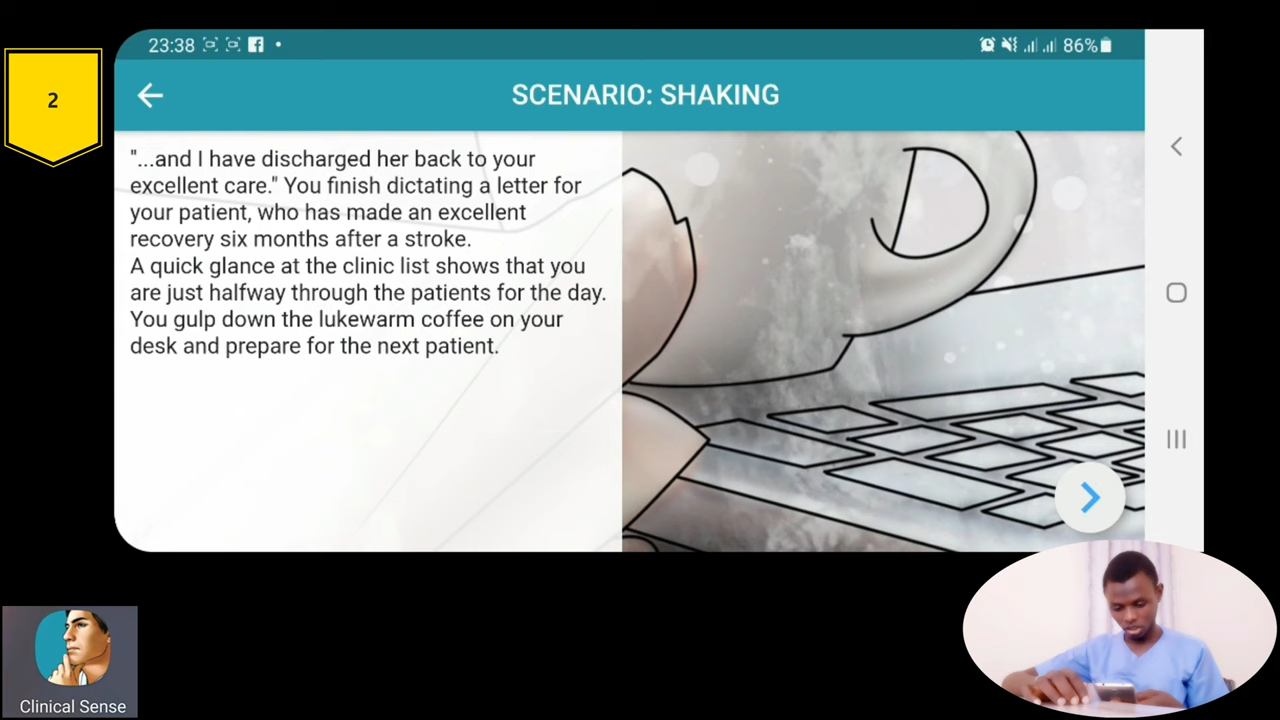 2
23:38
86%
SCENARIO: SHAKING
"...and I have discharged her back to your
excellent care." You finish dictating a letter for
your patient, who has made an excellent
recovery six months after a stroke.
A quick glance at the clinic list shows that you
are just halfway through the patients for the day.
You gulp down the lukewarm coffee on your
desk and prepare for the next patient.
Clinical Sense